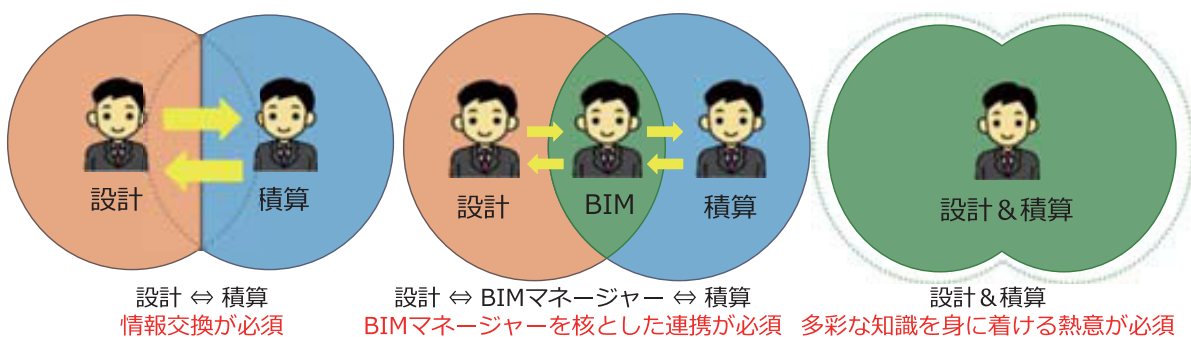 設計
積算
設計 ⇔ 積算
情報交換が必須
設計
BIM
積算
設計 ⇔ BIMマネージャー ⇔ 積算
BIMマネージャーを核とした連携が必須
設計＆積算
設計＆積算
多彩な知識を身に着ける熱意が必須